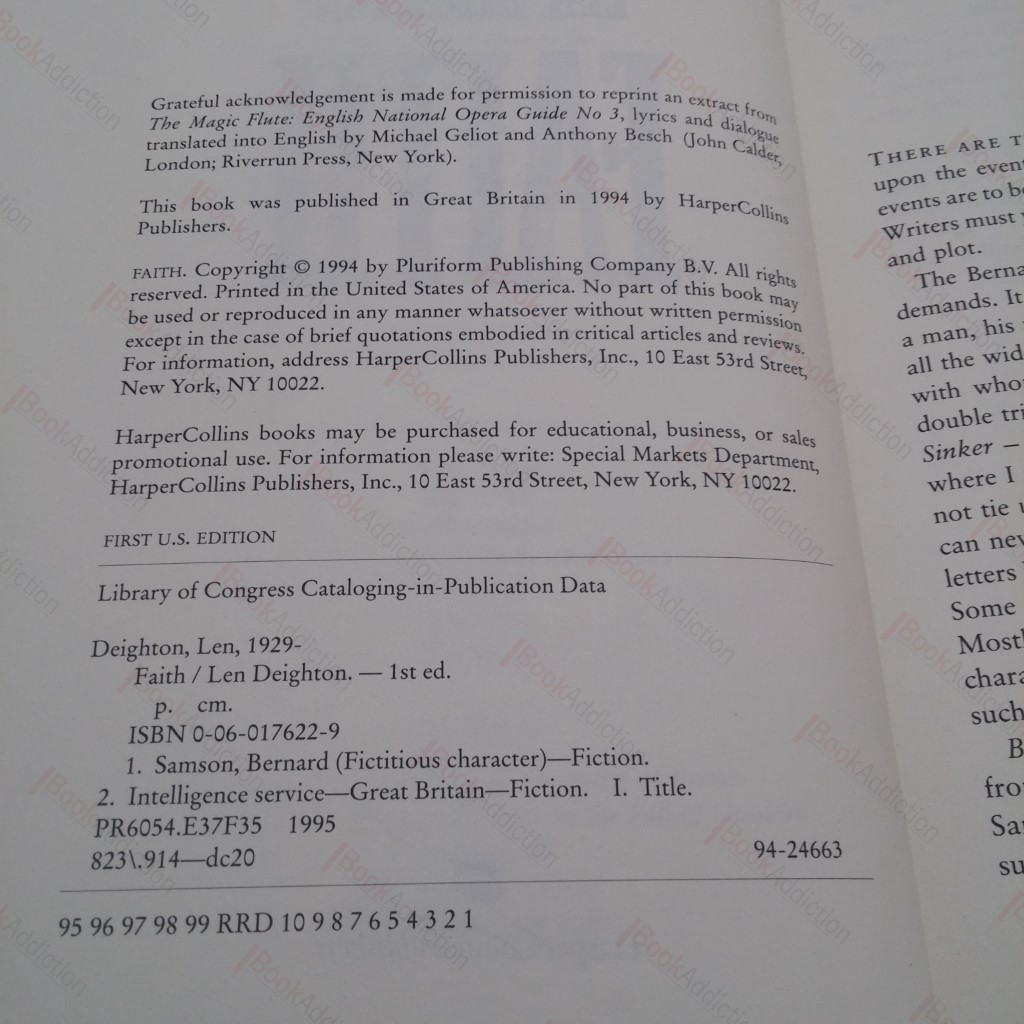 Grateful acknowledgement is made for permission to reprint an extract from
The Magic Flute: English National Opera Guide No 3, lyrics and dialogue
translated into English by Michael Geliot and Anthony Besch (John Calder,
London; Riverrun Press, New York).
This book was published in Great Britain in 1994 by HarperCollins
Publishers.
FAITH. Copyright © 1994 by Pluriform Publishing Company B.V. All rights
reserved. Printed in the United States of America. No part of this book may
be used or reproduced in any manner whatsoever without written permission
except in the case of brief quotations embodied in critical articles and reviews.
For information, address HarperCollins Publishers, Inc., 10 East 53rd Street,
New York, NY 10022.
HarperCollins books may be purchased for educational, business, or sales
promotional use. For information please write: Special Markets Department,
HarperCollins Publishers, Inc., 10 East 53rd Street, New York, NY 10022.
FIRST U.S. EDITION
Library of Congress Cataloging-in-Publication Data
Deighton, Len, 1929-
Faith / Len Deighton. — 1st ed.
p. cm.
ISBN 0-06-017622-9
1. Samson, Bernard (Fictitious character)—Fiction.
2. Intelligence service—Great Britain—Fiction. I. Title.
PR6054.E37F35 1995
823\.914—dc20
94-24663
95 96 97 98 99 RRD 10 9 8 7 6 5 4 3 2 1
THERE ARE T
upon the even
events are to be
Writers must
and plot.
The Berna
demands. It
a man, his
all the wid
with who
double tri
Sinker –
where I
not tie u
can nev
letters
Some
Mostl
chara
such
B
fro
Sa
su
BookAddiction